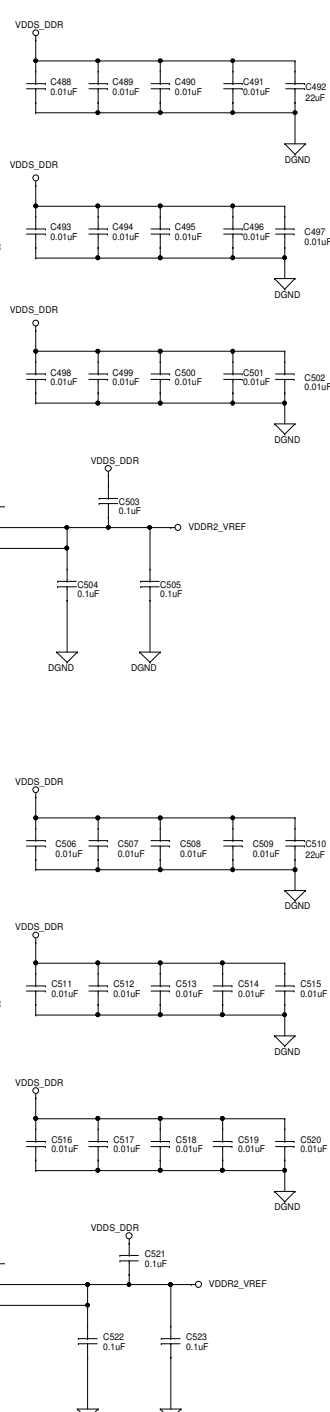 VDDS_DDR
C488 C489 C490 C491 C492
0.01uF 0.01uF 0.01uF 0.01uF 22uF
DGND
VDDS_DDR
C493 C494 C495 C496 C497
0.01uF 0.01uF 0.01uF 0.01uF 0.01uF
DGND
VDDS_DDR
C498 C499 C500 C501 C502
0.01uF 0.01uF 0.01uF 0.01uF 0.01uF
DGND
VDDS_DDR
C503
0.1uF
VDDR2_VREF
C504 C505
0.1uF 0.1uF
DGND DGND
VDDS_DDR
C506 C507 C508 C509 C510
0.01uF 0.01uF 0.01uF 0.01uF 22uF
DGND
VDDS_DDR
C511 C512 C513 C514 C515
0.01uF 0.01uF 0.01uF 0.01uF 0.01uF
DGND
VDDS_DDR
C516 C517 C518 C519 C520
0.01uF 0.01uF 0.01uF 0.01uF 0.01uF
DGND
VDDS_DDR
C521
0.1uF
VDDR2_VREF
C522 C523
0.1uF 0.1uF